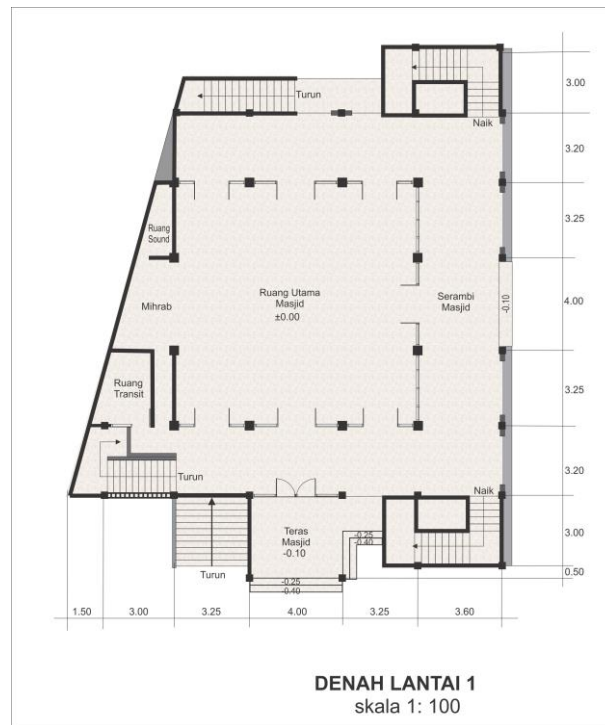 Turun
Naik
3.00
3.20
3.25
4.00
3.25
3.20
3.00
0.50
Ruang
Sound
Mihrab
Ruang Utama
Masjid
±0.00
Serambi
Masjid
-0.10
Ruang
Transit
Turun
Naik
Teras
Masjid
-0.10
-0.25
-0.40
Turun
-0.25
-0.40
1.50
3.00
3.25
4.00
3.25
3.60
DENAH LANTAI 1
skala 1: 100